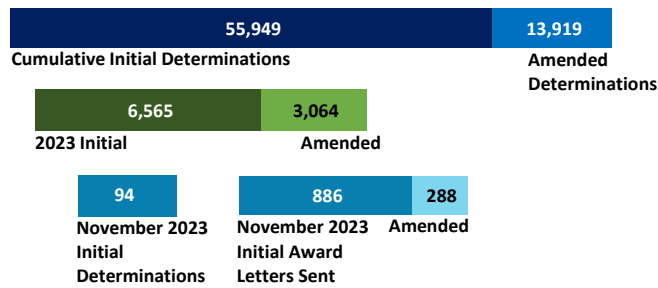 55,949 13,919
Cumulative Initial Determinations Amended
Determinations
6,565 3,064
2023 Initial Amended
94 886 288
November 2023 November 2023 Amended
Initial Initial Award
Determinations Letters Sent